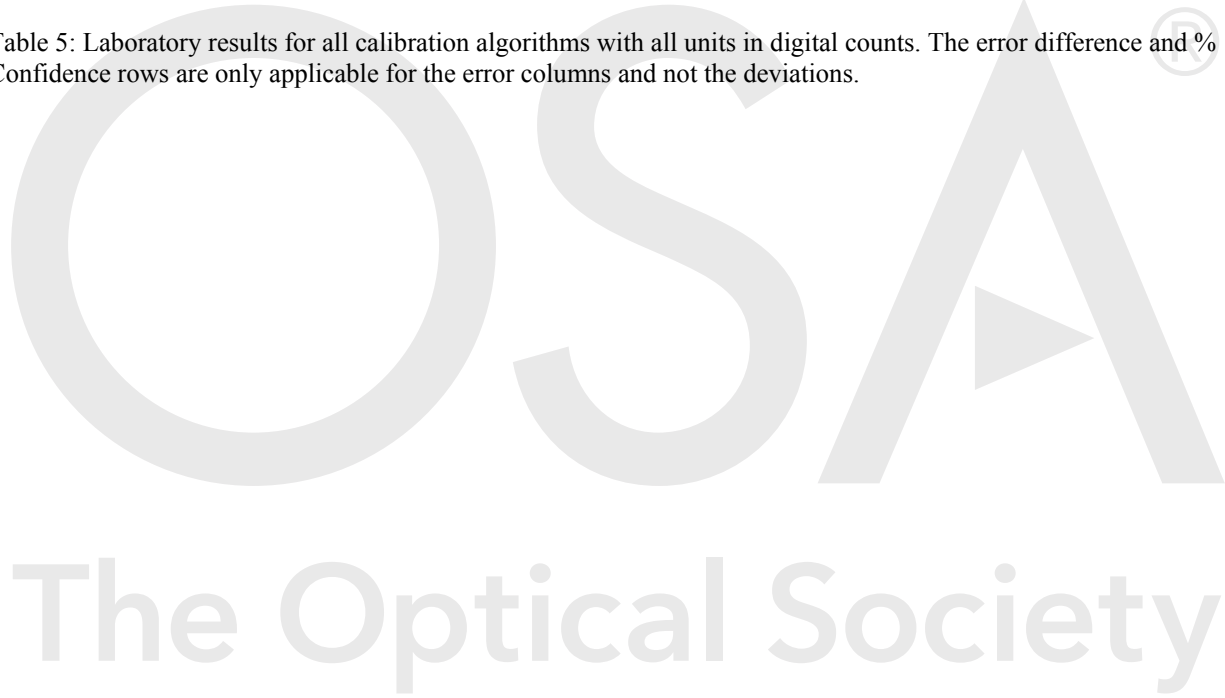 Table 5: Laboratory results for all calibration algorithms with all units in digital counts. The error difference and %
Confidence rows are only applicable for the error columns and not the deviations.
®
OSA
The Optical Society